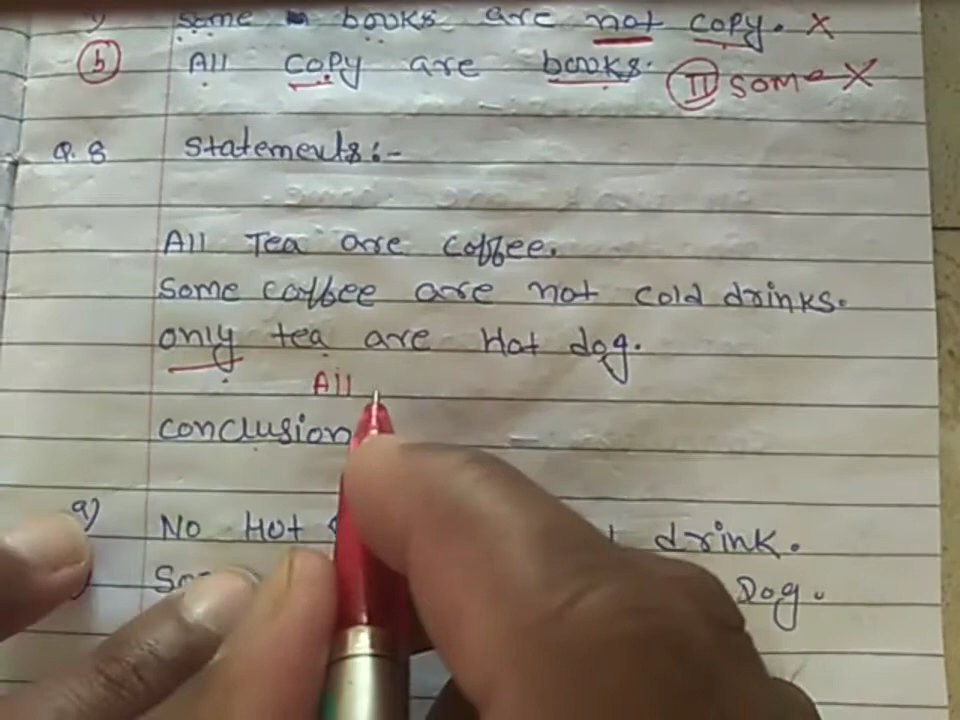 some books are not copy. X
b All copy are books. II some X
Q.8 Statements:-
All Tea are coffee.
Some coffee are not cold drinks.
only tea are Hot dog.
All
conclusion
a) No Hot drink.
Dog.